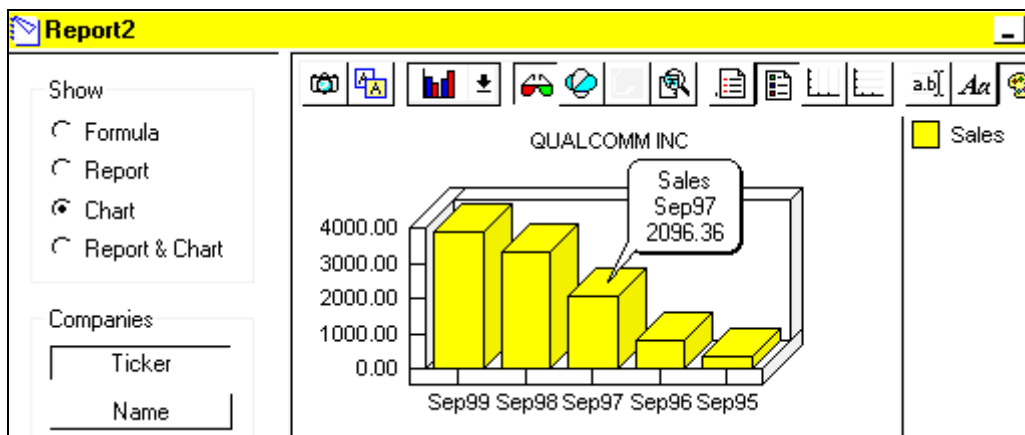 Report2
Show
Formula
Report
Chart
Report & Chart
Companies
Ticker
Name
A
A
a.b
Aa
QUALCOMM INC
Sales
Sales
Sep97
2096.36
4000.00
3000.00
2000.00
1000.00
0.00
Sep99 Sep98 Sep97 Sep96 Sep95